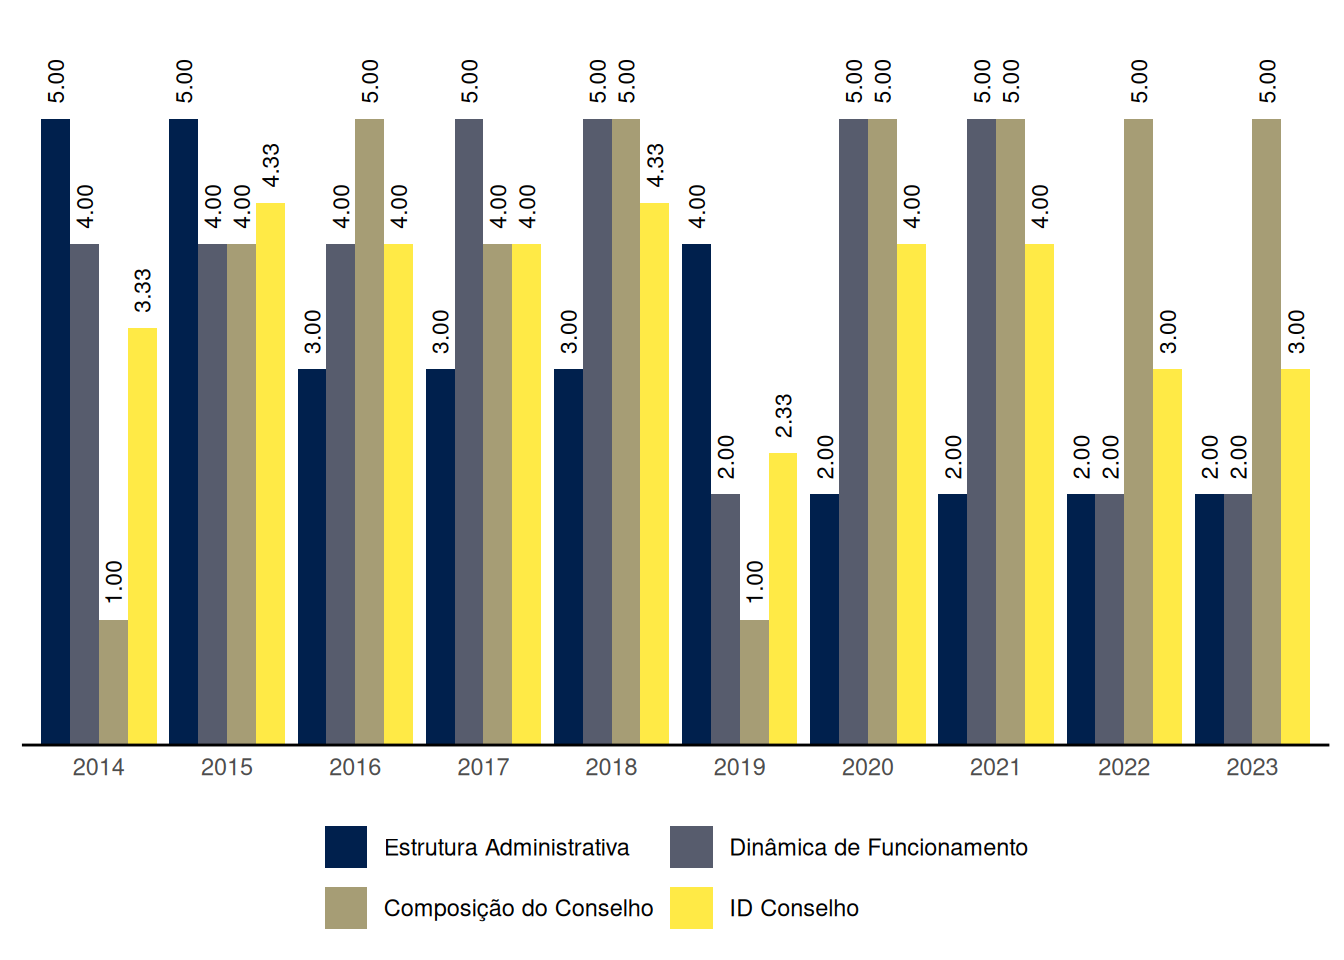 5.00 4.00 1.00 3.33
5.00 4.00 4.00 4.33
3.00 4.00 5.00 4.00
3.00 5.00 4.00 4.00
3.00 5.00 5.00 4.33
4.00 2.00 1.00 2.33
2.00 5.00 5.00 4.00
2.00 5.00 5.00 4.00
2.00 2.00 5.00 3.00
2.00 2.00 5.00 3.00
2014 2015 2016 2017 2018 2019 2020 2021 2022 2023
Estrutura Administrativa Dinâmica de Funcionamento
Composição do Conselho ID Conselho